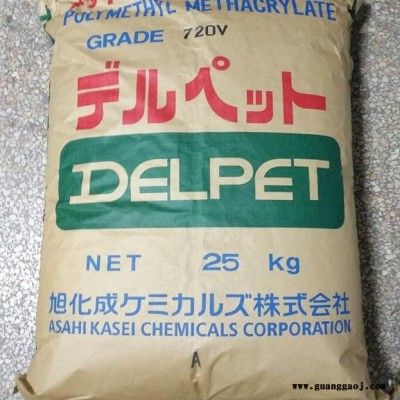 POLYMETHYL METHACRYLATE
GRADE 720V
デルペット
DELPET
NET 25 Kg
旭化成ケミカルズ株式会社
ASAHI KASEI CHEMICALS CORPORATION
A
www.guanggaoj.com